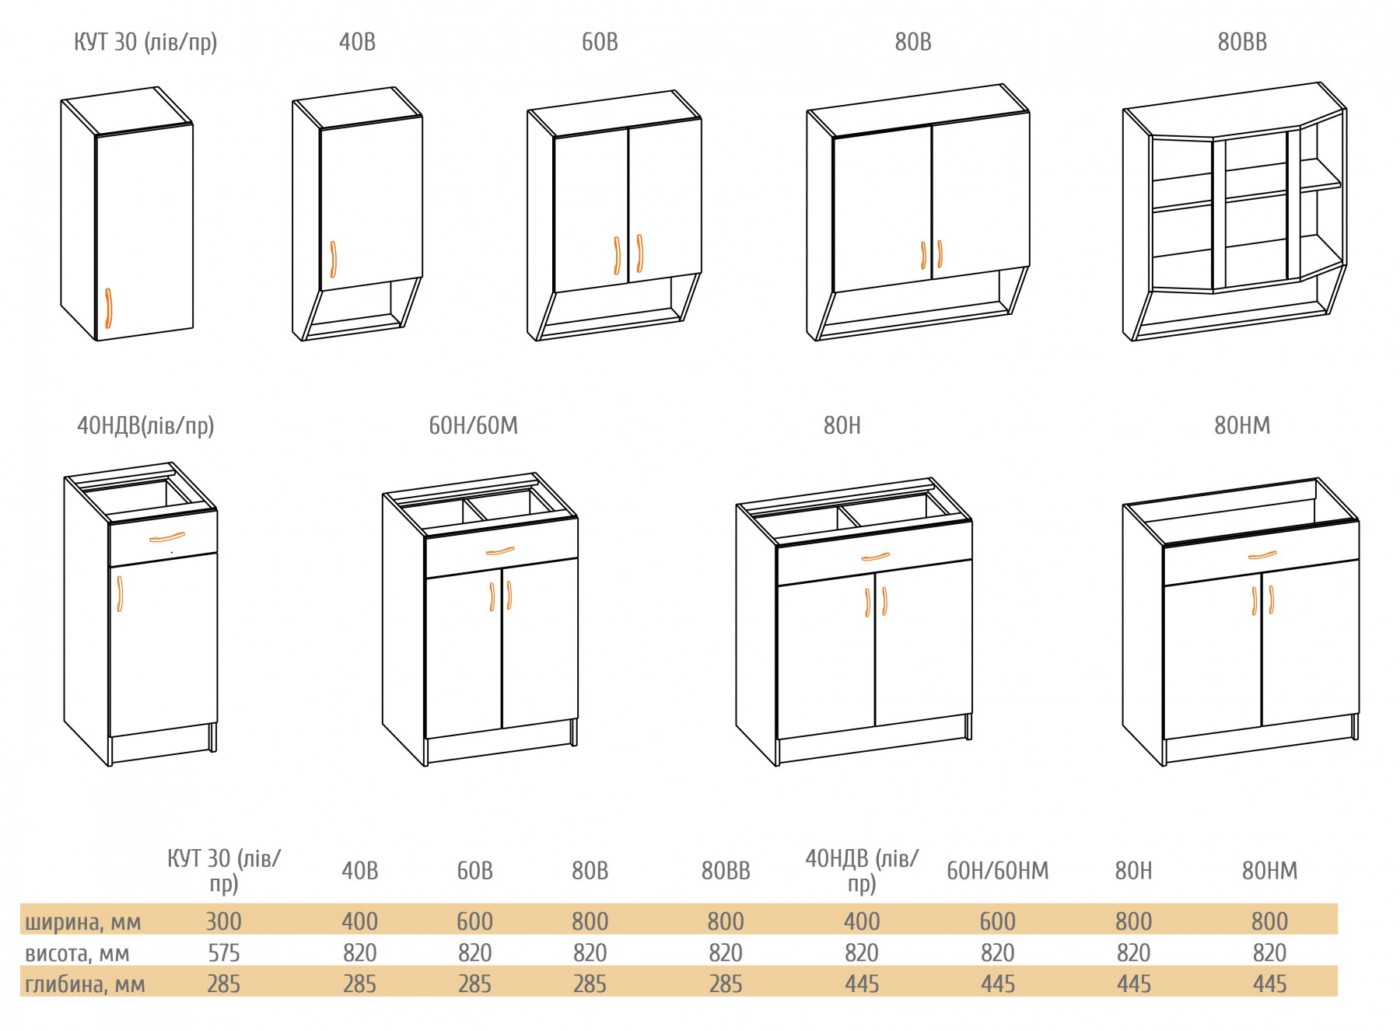 КУТ 30 (лів/пр) 40В 60В 80В 80ВВ
40НДВ(лів/пр) 60Н/60М 80Н 80НМ
КУТ 30 (лів/пр) 40В 60В 80В 80ВВ 40НДВ (лів/пр) 60Н/60НМ 80Н 80НМ
ширина, мм 300 400 600 800 800 400 600 800 800
висота, мм 575 820 820 820 820 820 820 820 820
глибина, мм 285 285 285 285 285 445 445 445 445